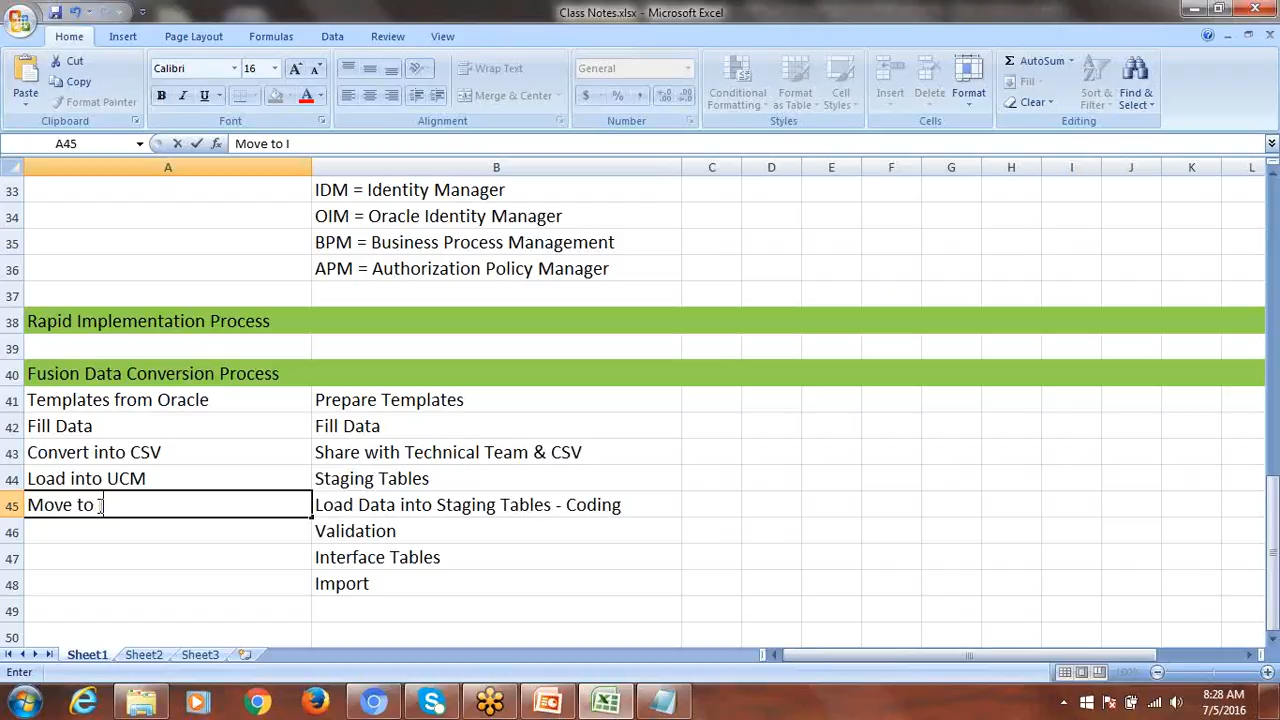 Class Notes.xlsx - Microsoft Excel
Home Insert Page Layout Formulas Data Review View
Paste Cut Copy Format Painter Clipboard
Calibri 16 A A B I U A Font
Wrap Text Merge & Center Alignment
General $ % , Number
Conditional Formatting Format as Table Cell Styles Styles
Insert Delete Format Cells
Σ AutoSum Fill Clear Sort & Filter Find & Select Editing
A45 fx Move to I
A B C D E F G H I J K L
33 IDM = Identity Manager
34 OIM = Oracle Identity Manager
35 BPM = Business Process Management
36 APM = Authorization Policy Manager
37
38 Rapid Implementation Process
39
40 Fusion Data Conversion Process
41 Templates from Oracle Prepare Templates
42 Fill Data Fill Data
43 Convert into CSV Share with Technical Team & CSV
44 Load into UCM Staging Tables
45 Move to I Load Data into Staging Tables - Coding
46 Validation
47 Interface Tables
48 Import
49
50
Sheet1 Sheet2 Sheet3
Enter 100%
8:28 AM
7/5/2016